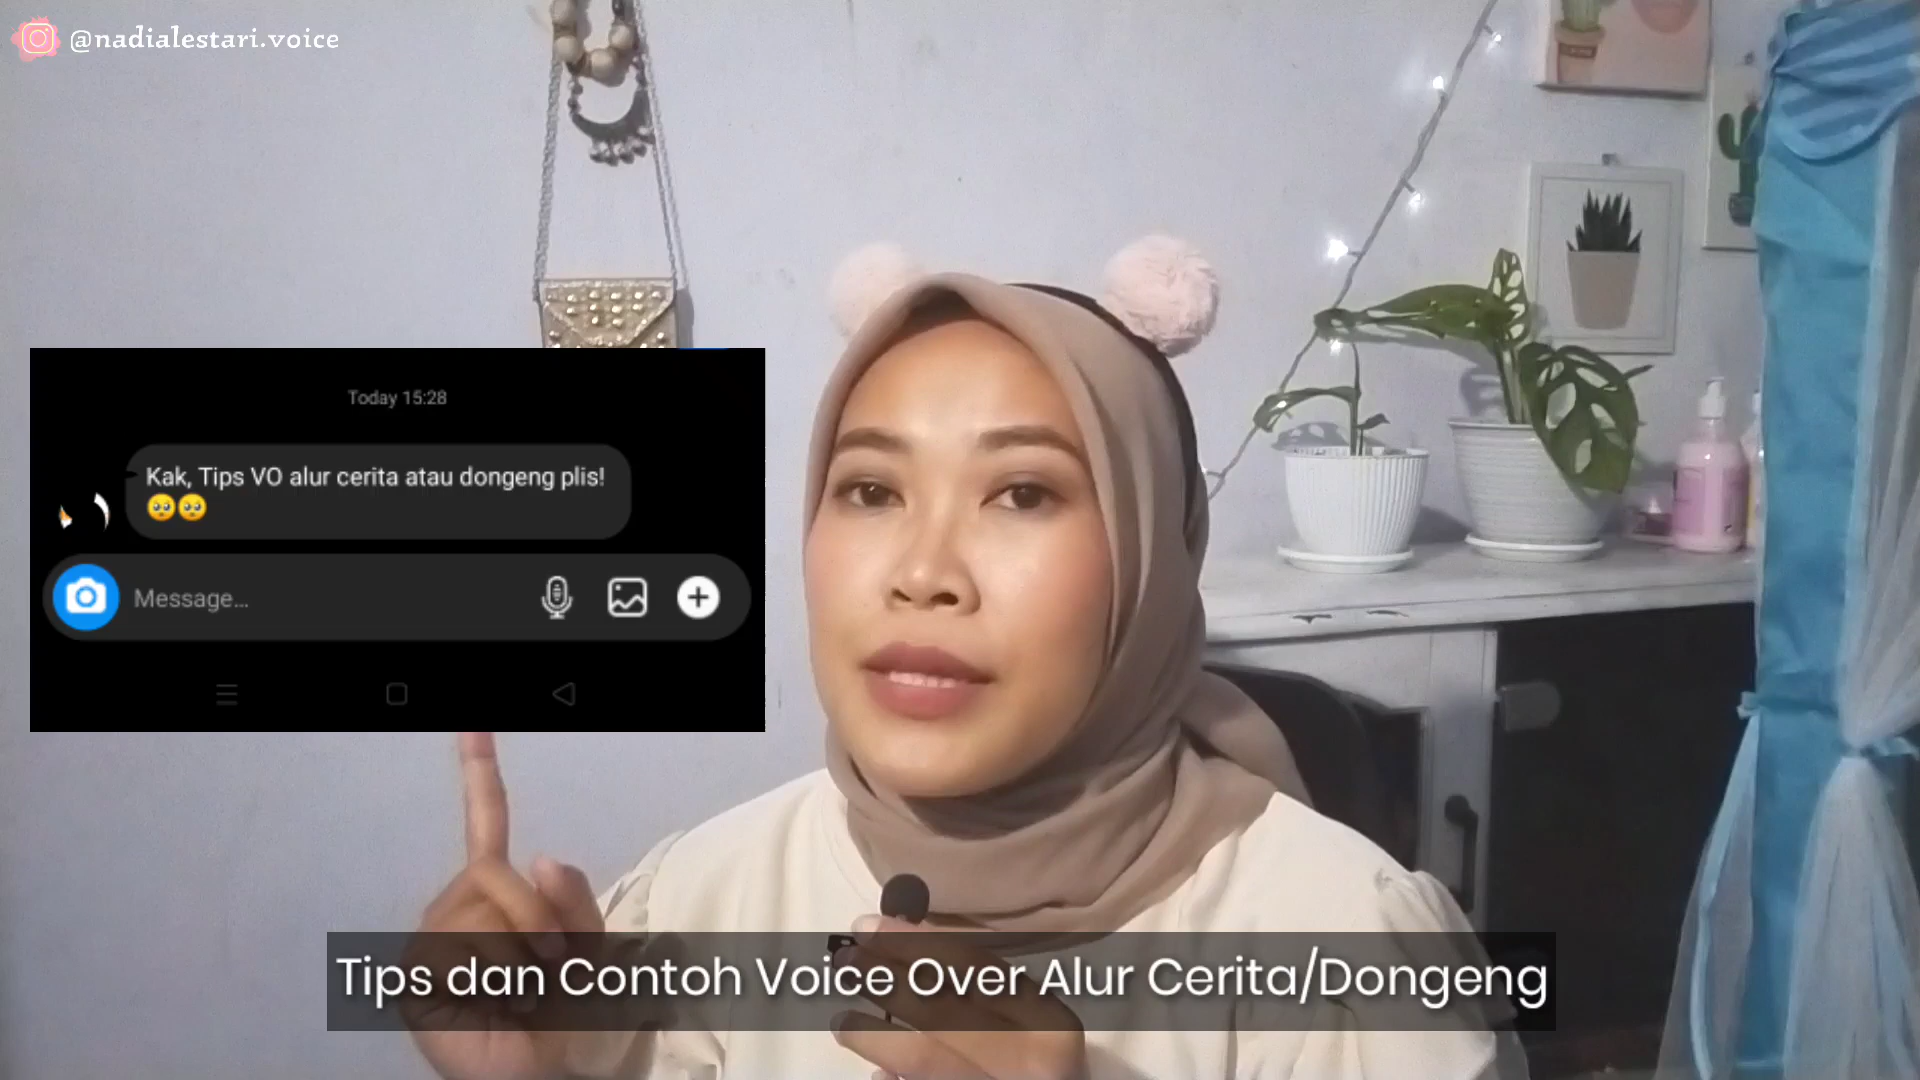 @nadialestari.voice
Today 15:28
Kak, Tips VO alur cerita atau dongeng plis!
🥺🥺
Message...
Tips dan Contoh Voice Over Alur Cerita/Dongeng